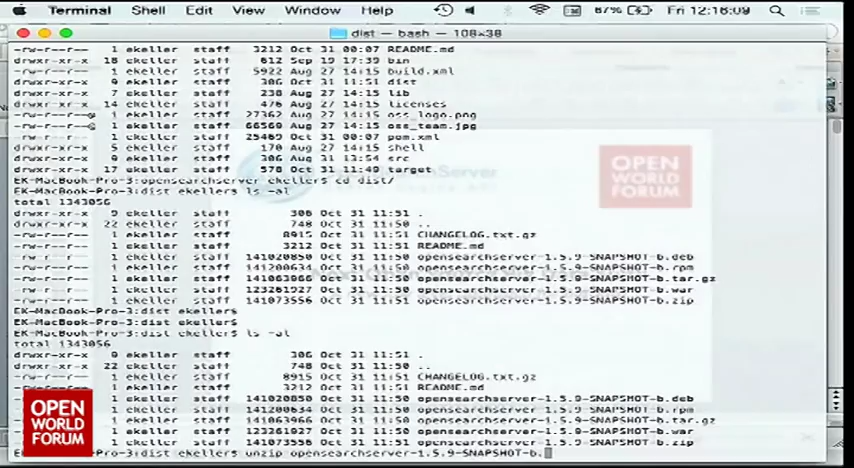 Terminal Shell Edit View Window Help 87% Fri 12:16:09
dist — bash — 108×38
-rw-r--r-- 1 ekeller staff 3212 Oct 31 00:07 README.md
drwxr-xr-x 18 ekeller staff 612 Sep 19 17:39 bin
-rw-r--r-- 1 ekeller staff 5922 Aug 27 14:15 build.xml
drwxr-xr-x 9 ekeller staff 306 Oct 31 11:51 dist
drwxr-xr-x 7 ekeller staff 238 Aug 27 14:15 lib
drwxr-xr-x 14 ekeller staff 476 Aug 27 14:15 licenses
-rw-r--r--@ 1 ekeller staff 27362 Aug 27 14:15 oss_logo.png
-rw-r--r--@ 1 ekeller staff 66569 Aug 27 14:15 oss_team.jpg
-rw-r--r-- 1 ekeller staff 25469 Oct 31 00:07 pom.xml
drwxr-xr-x 5 ekeller staff 170 Aug 27 14:15 shell
drwxr-xr-x 9 ekeller staff 306 Aug 31 13:54 src
drwxr-xr-x 17 ekeller staff 578 Oct 31 11:49 target
EK-MacBook-Pro-3:opensearchserver ekeller$ cd dist/
EK-MacBook-Pro-3:dist ekeller$ ls -al
total 1343056
drwxr-xr-x 9 ekeller staff 306 Oct 31 11:51 .
drwxr-xr-x 22 ekeller staff 748 Oct 31 11:50 ..
-rw-r--r-- 1 ekeller staff 8915 Oct 31 11:51 CHANGELOG.txt.gz
-rw-r--r-- 1 ekeller staff 3212 Oct 31 11:51 README.md
-rw-r--r-- 1 ekeller staff 141020850 Oct 31 11:50 opensearchserver-1.5.9-SNAPSHOT-b.deb
-rw-r--r-- 1 ekeller staff 141200634 Oct 31 11:50 opensearchserver-1.5.9-SNAPSHOT-b.rpm
-rw-r--r-- 1 ekeller staff 141063966 Oct 31 11:51 opensearchserver-1.5.9-SNAPSHOT-b.tar.gz
-rw-r--r-- 1 ekeller staff 123261927 Oct 31 11:50 opensearchserver-1.5.9-SNAPSHOT-b.war
-rw-r--r-- 1 ekeller staff 141073556 Oct 31 11:51 opensearchserver-1.5.9-SNAPSHOT-b.zip
EK-MacBook-Pro-3:dist ekeller$
EK-MacBook-Pro-3:dist ekeller$
EK-MacBook-Pro-3:dist ekeller$ ls -al
total 1343056
drwxr-xr-x 9 ekeller staff 306 Oct 31 11:51 .
drwxr-xr-x 22 ekeller staff 748 Oct 31 11:50 ..
-rw-r--r-- 1 ekeller staff 8915 Oct 31 11:51 CHANGELOG.txt.gz
-rw-r--r-- 1 ekeller staff 3212 Oct 31 11:51 README.md
1 ekeller staff 141020850 Oct 31 11:50 opensearchserver-1.5.9-SNAPSHOT-b.deb
1 ekeller staff 141200634 Oct 31 11:50 opensearchserver-1.5.9-SNAPSHOT-b.rpm
1 ekeller staff 141063966 Oct 31 11:51 opensearchserver-1.5.9-SNAPSHOT-b.tar.gz
1 ekeller staff 123261927 Oct 31 11:50 opensearchserver-1.5.9-SNAPSHOT-b.war
1 ekeller staff 141073556 Oct 31 11:51 opensearchserver-1.5.9-SNAPSHOT-b.zip
EK-MacBook-Pro-3:dist ekeller$ unzip opensearchserver-1.5.9-SNAPSHOT-b.
OPEN
WORLD
FORUM
OPEN
WORLD
FORUM